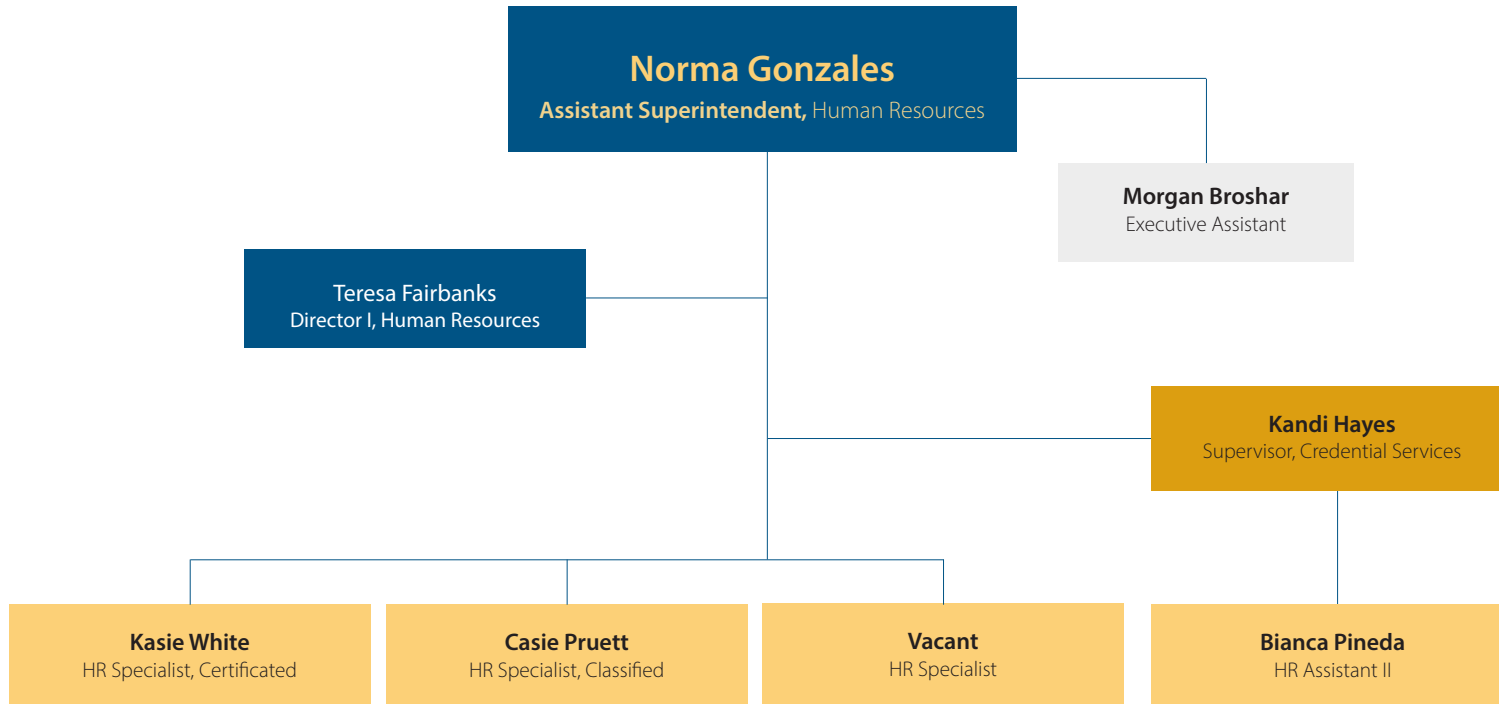 Norma Gonzales
Assistant Superintendent, Human Resources
Morgan Broshar
Executive Assistant
Teresa Fairbanks
Director I, Human Resources
Kandi Hayes
Supervisor, Credential Services
Kasie White
HR Specialist, Certificated
Casie Pruett
HR Specialist, Classified
Vacant
HR Specialist
Bianca Pineda
HR Assistant II